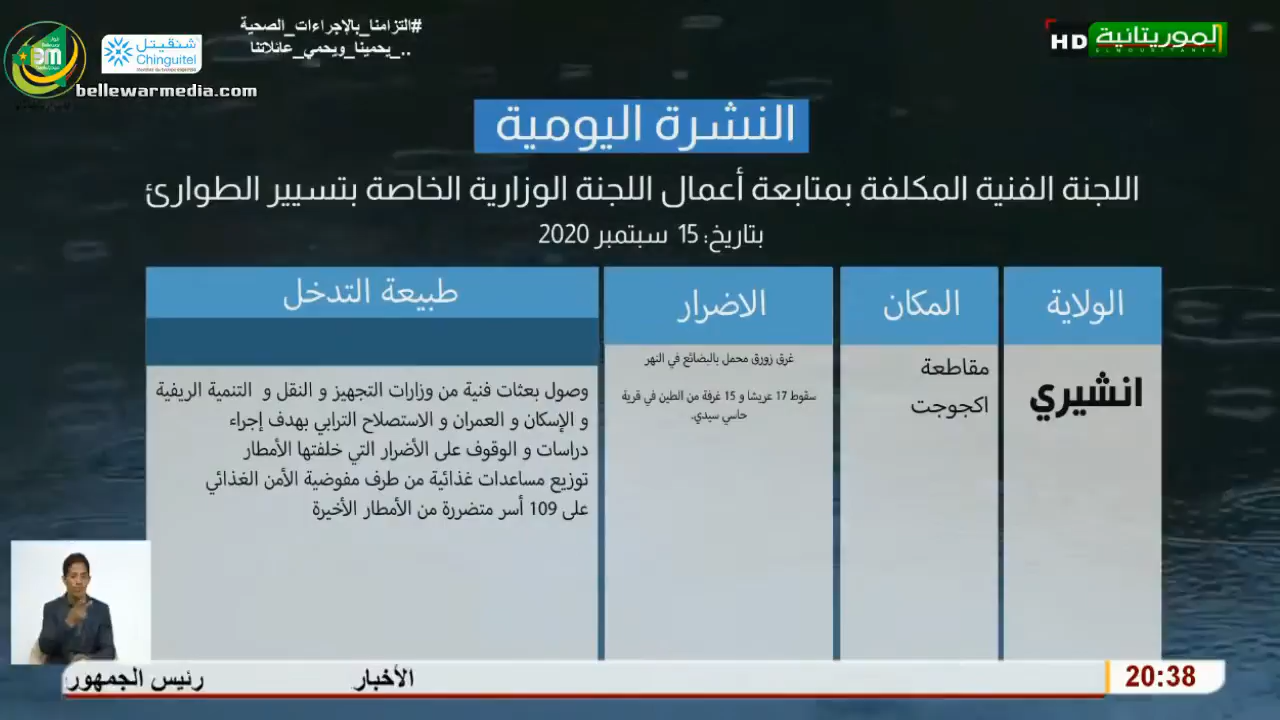 #التزامنا_بالإجراءات_الصحية
.._يحمينا_ويحمي_عائلاتنا
شنقيتل
Chinguitel
bellewarmedia.com
الموريتانية
HD
النشرة اليومية
اللجنة الفنية المكلفة بمتابعة أعمال اللجنة الوزارية الخاصة بتسيير الطوارئ
بتاريخ: 15 سبتمبر 2020
الولاية
المكان
الاضرار
طبيعة التدخل
انشيري
مقاطعة
اكجوجت
غرق زورق محمل بالبضائع في النهر
سقوط 17 عريشا و 15 غرفة من الطين في قرية
حاسي سيدي.
وصول بعثات فنية من وزارات التجهيز و النقل و التنمية الريفية
و الإسكان و العمران و الاستصلاح الترابي بهدف إجراء
دراسات و الوقوف على الأضرار التي خلفتها الأمطار
توزيع مساعدات غذائية من طرف مفوضية الأمن الغذائي
على 109 أسر متضررة من الأمطار الأخيرة
20:38
الأخبار
رئيس الجمهور